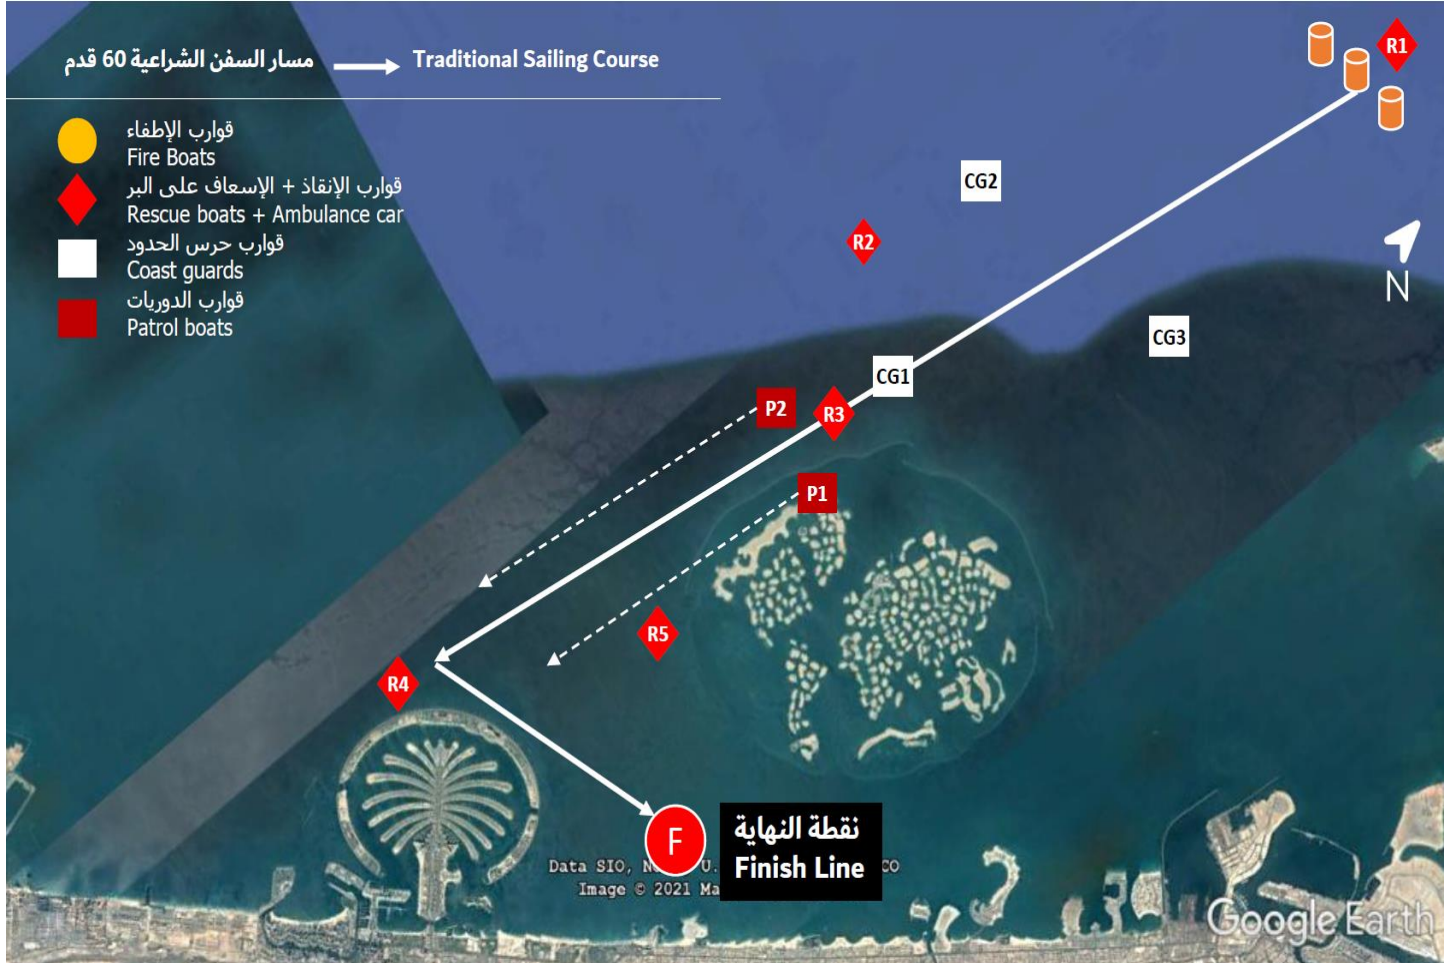 مسار السفن الشراعية 60 قدم
Traditional Sailing Course
قوارب الإطفاء
Fire Boats
قوارب الإنقاذ + الإسعاف على البر
Rescue boats + Ambulance car
قوارب حرس الحدود
Coast guards
قوارب الدوريات
Patrol boats
R1
CG2
R2
N
CG3
CG1
P2
R3
P1
R5
R4
F
نقطة النهاية
Finish Line
Data SIO,
Image © 2021
Google Earth